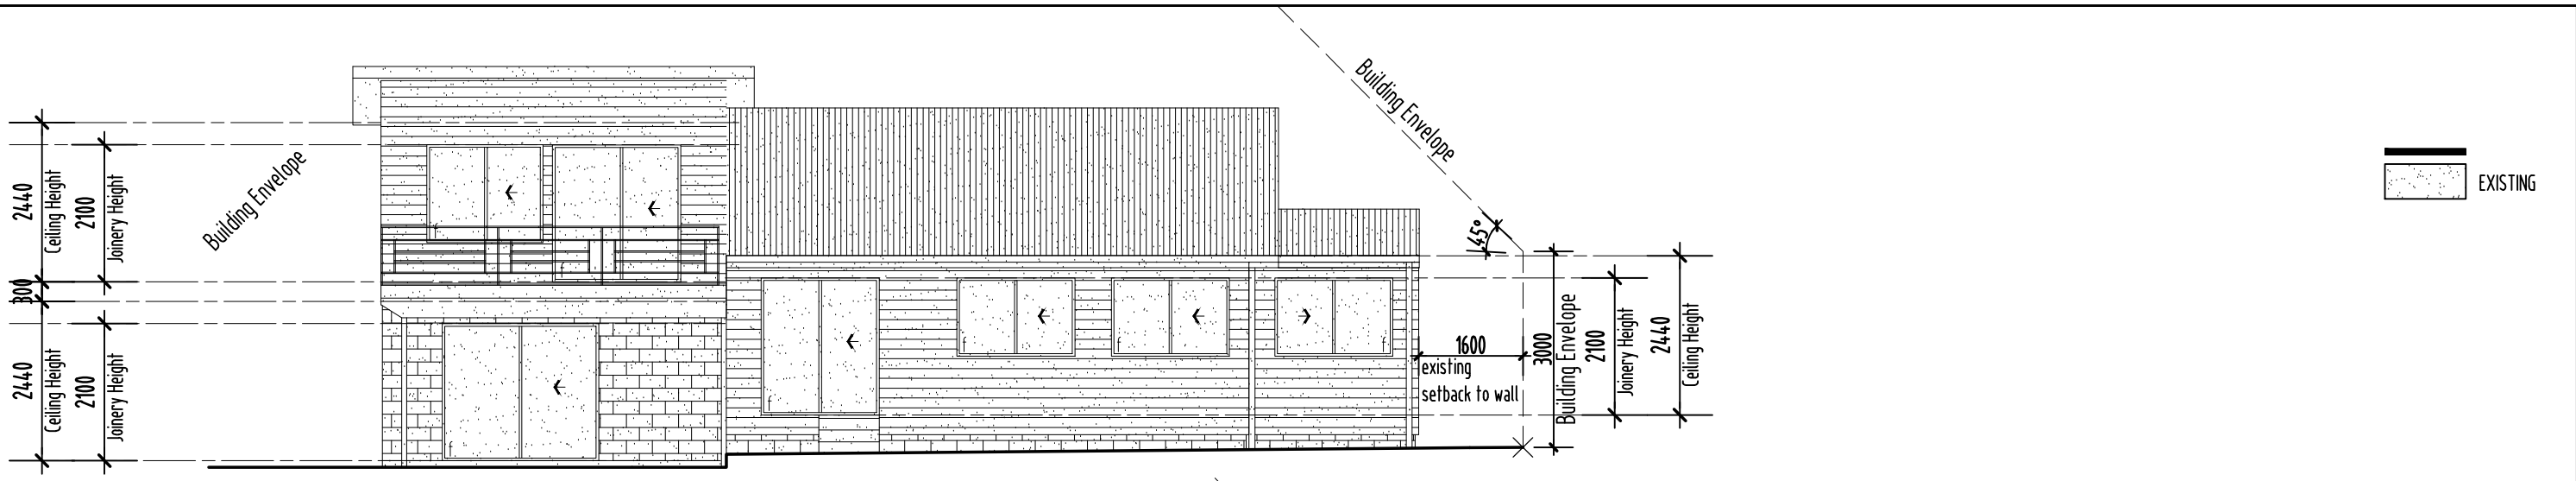 2440
Ceiling Height
2100
Joinery Height
300
2440
Ceiling Height
2100
Joinery Height
Building Envelope
Building Envelope
45°
1600
existing
setback to wall
3000
Building Envelope
2100
Joinery Height
2440
Ceiling Height
EXISTING